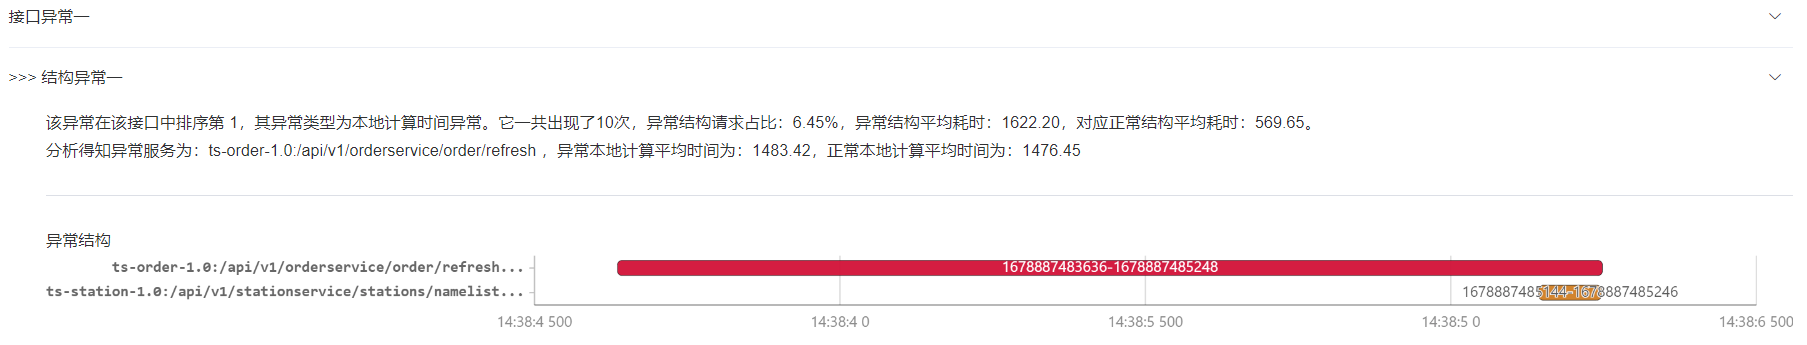 接口异常一
>>> 结构异常一
该异常在该接口中排序第 1，其异常类型为本地计算时间异常。它一共出现了10次，异常结构请求占比：6.45%，异常结构平均耗时：1622.20，对应正常结构平均耗时：569.65。
分析得知异常服务为：ts-order-1.0:/api/v1/orderservice/order/refresh ，异常本地计算平均时间为：1483.42，正常本地计算平均时间为：1476.45
异常结构
ts-order-1.0:/api/v1/orderservice/order/refresh... 1678887483636-1678887485248
ts-station-1.0:/api/v1/stationservice/stations/namelist... 1678887485144-1678887485246
14:38:4 500 14:38:4 0 14:38:5 500 14:38:5 0 14:38:6 500